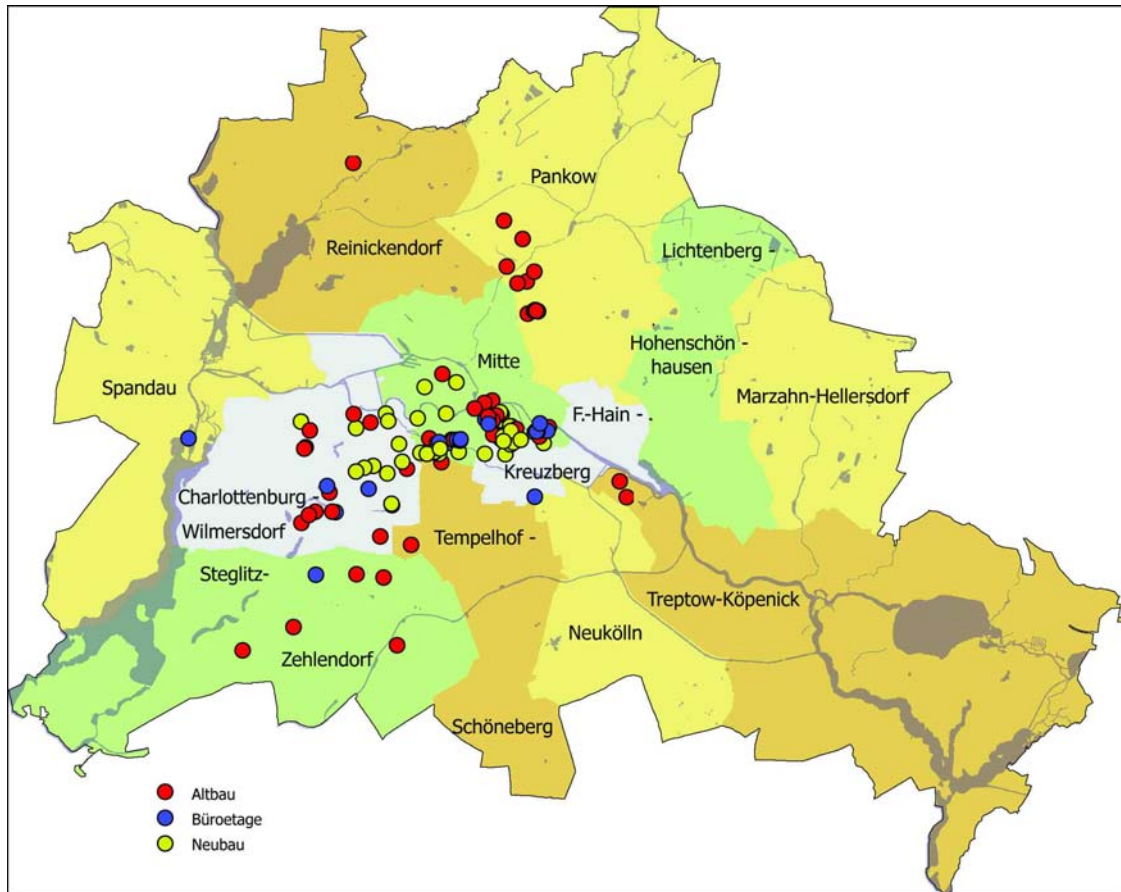 Pankow
Reinickendorf
Lichtenberg -
Hohenschön -
hausen
Mitte
Spandau
Marzahn-Hellersdorf
F.-Hain -
Kreuzberg
Charlottenburg -
Wilmersdorf
Tempelhof -
Steglitz-
Treptow-Köpenick
Neukölln
Zehlendorf
Schöneberg
Altbau
Büroetage
Neubau